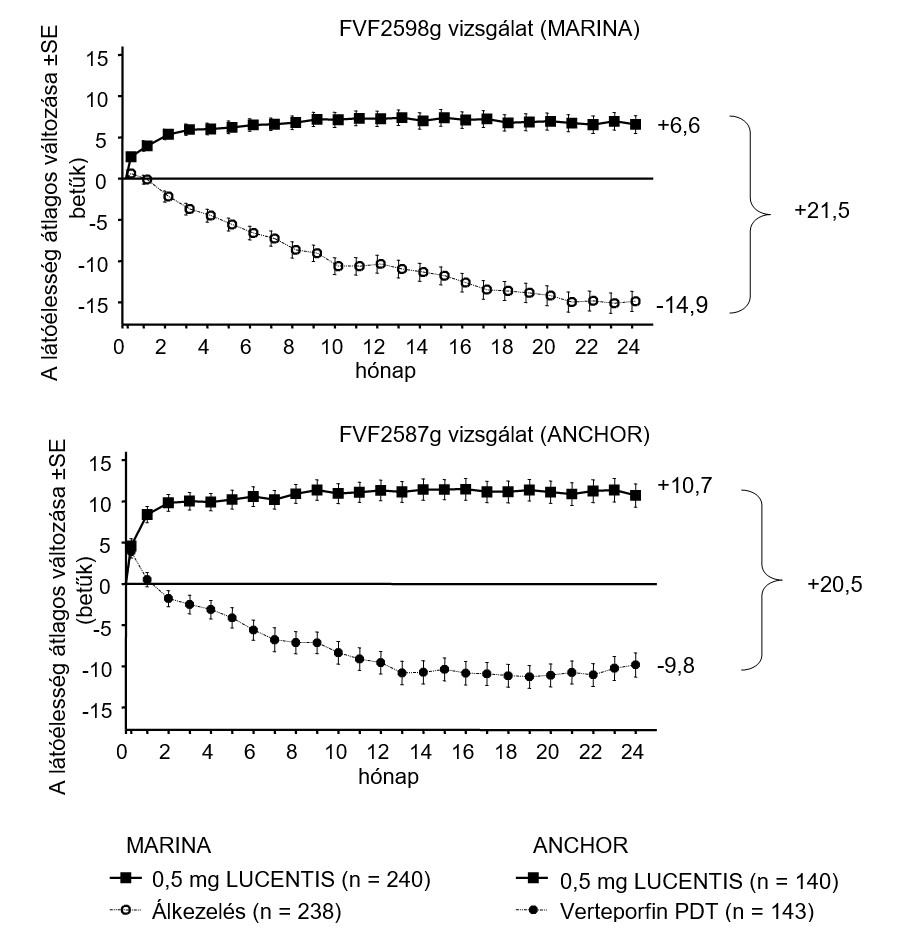 FVF2598g vizsgálat (MARINA)
A látóélesség átlagos változása ±SE
betűk)
15
10
5
0
-5
-10
-15
+6,6
-14,9
+21,5
0 2 4 6 8 10 12 14 16 18 20 22 24
hónap
FVF2587g vizsgálat (ANCHOR)
A látóélesség átlagos változása ±SE
(betűk)
15
10
5
0
-5
-10
-15
+10,7
-9,8
+20,5
0 2 4 6 8 10 12 14 16 18 20 22 24
hónap
MARINA
0,5 mg LUCENTIS (n = 240)
Álkezelés (n = 238)
ANCHOR
0,5 mg LUCENTIS (n = 140)
Verteporfin PDT (n = 143)